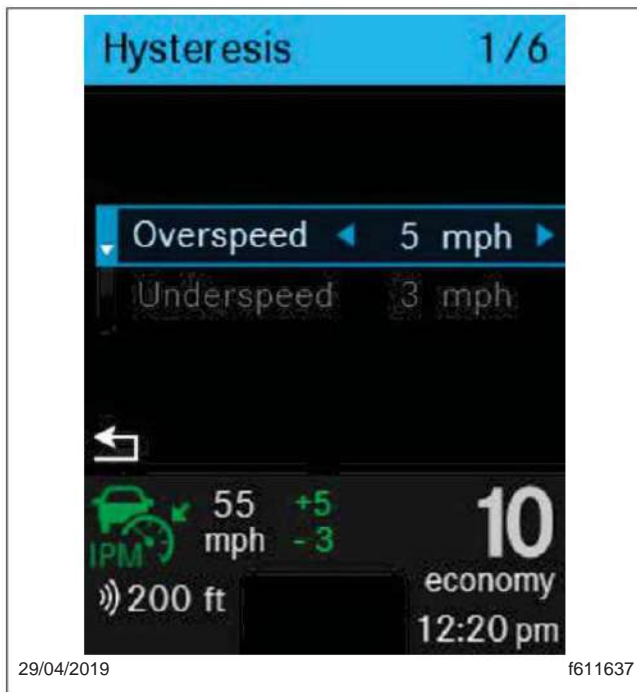 Hysteresis 1/6
Overspeed 5 mph
Underspeed 3 mph
55 +5
mph -3
IPM
10
200 ft
economy
12:20 pm
29/04/2019 f611637